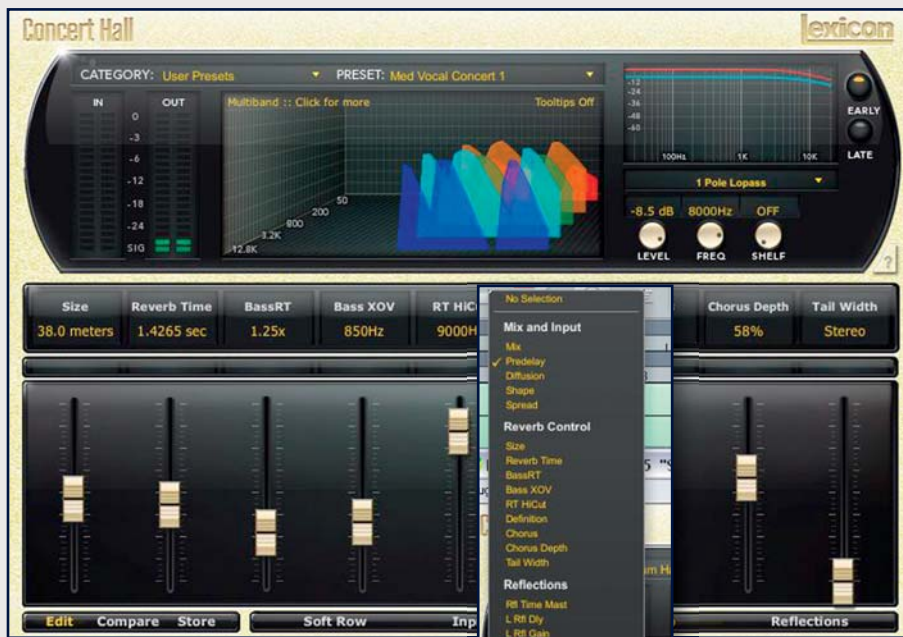 Concert Hall
lexicon
CATEGORY: User Presets
PRESET: Med Vocal Concert 1
IN OUT
0
-3
-6
-12
-18
-24
SIG
Multiband :: Click for more
Tooltips Off
50
200
800
3.2K
12.8K
-12
-24
-36
-48
-60
100Hz 1K 10K
EARLY
LATE
1 Pole Lopass
-8.5 dB 8000Hz OFF
LEVEL FREQ SHELF
?
Size Reverb Time BassRT Bass XOV RT HiC
38.0 meters 1.4265 sec 1.25x 850Hz 9000H
Chorus Depth Tail Width
58% Stereo
No Selection
Mix and Input
Mix
✓ Predelay
Diffusion
Shape
Spread
Reverb Control
Size
Reverb Time
BassRT
Bass XOV
RT HiCut
Definition
Chorus
Chorus Depth
Tail Width
Reflections
Rfl Time Mast
L Rfl Dly
L Rfl Gain
Edit Compare Store
Soft Row Inp
Reflections